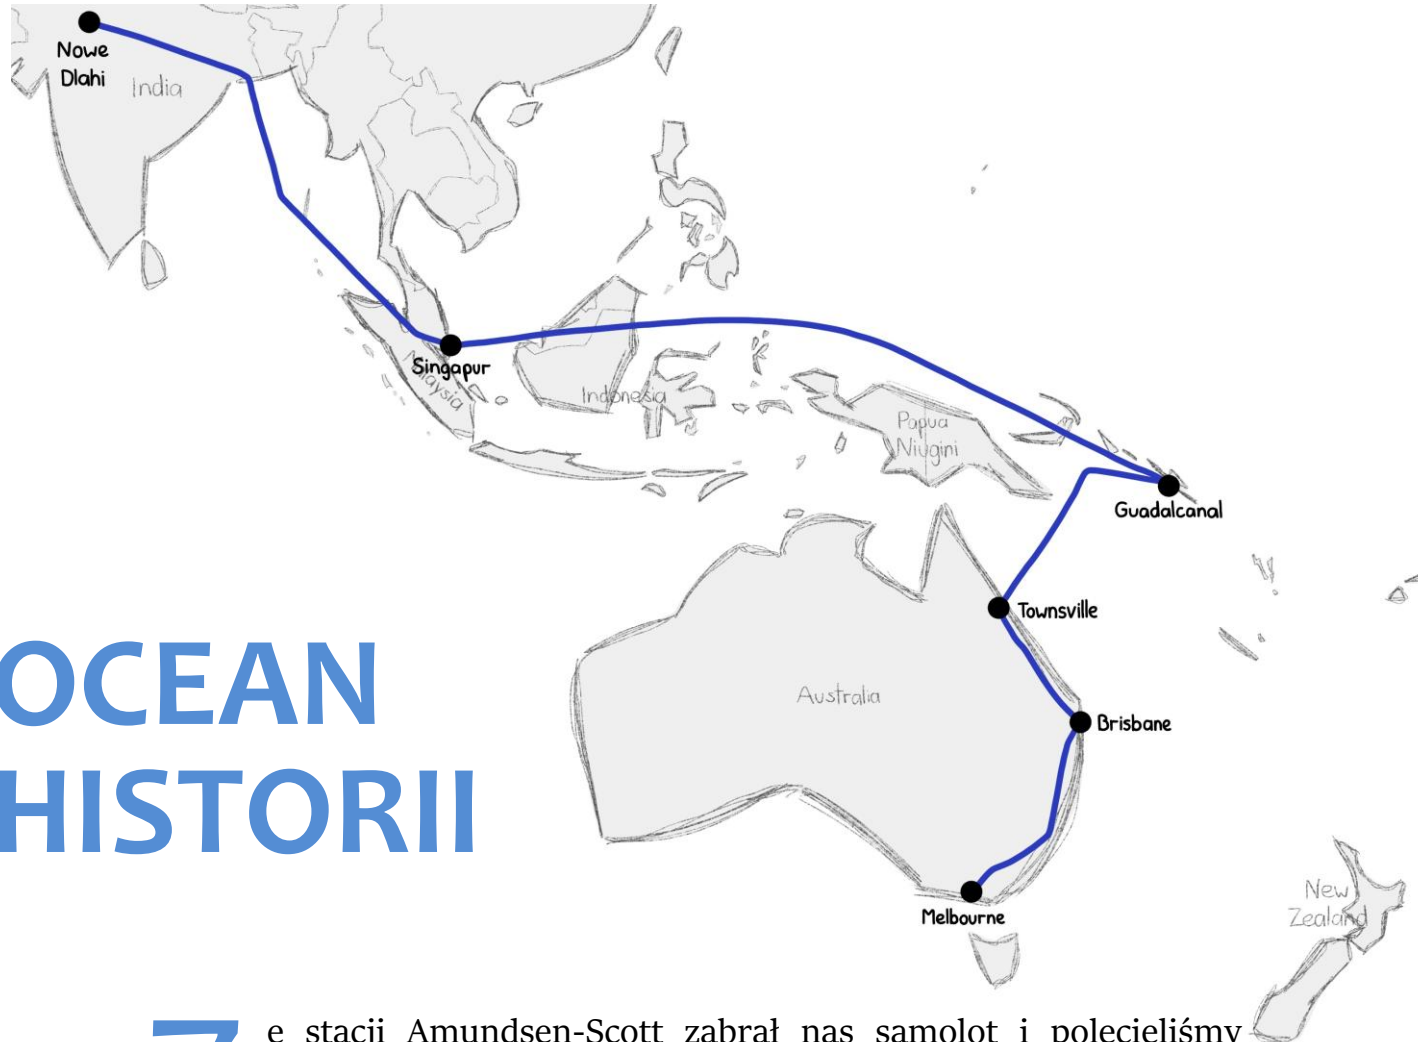 Nowe
Dlahi
India
Singapur
Malaysia
Indonesia
Papua
Niugini
Guadalcanal
Townsville
Australia
Brisbane
OCEAN
HISTORII
Melbourne
New
Zealand
Ze stacji Amundsen-Scott zabrał nas samolot i polecieliśmy